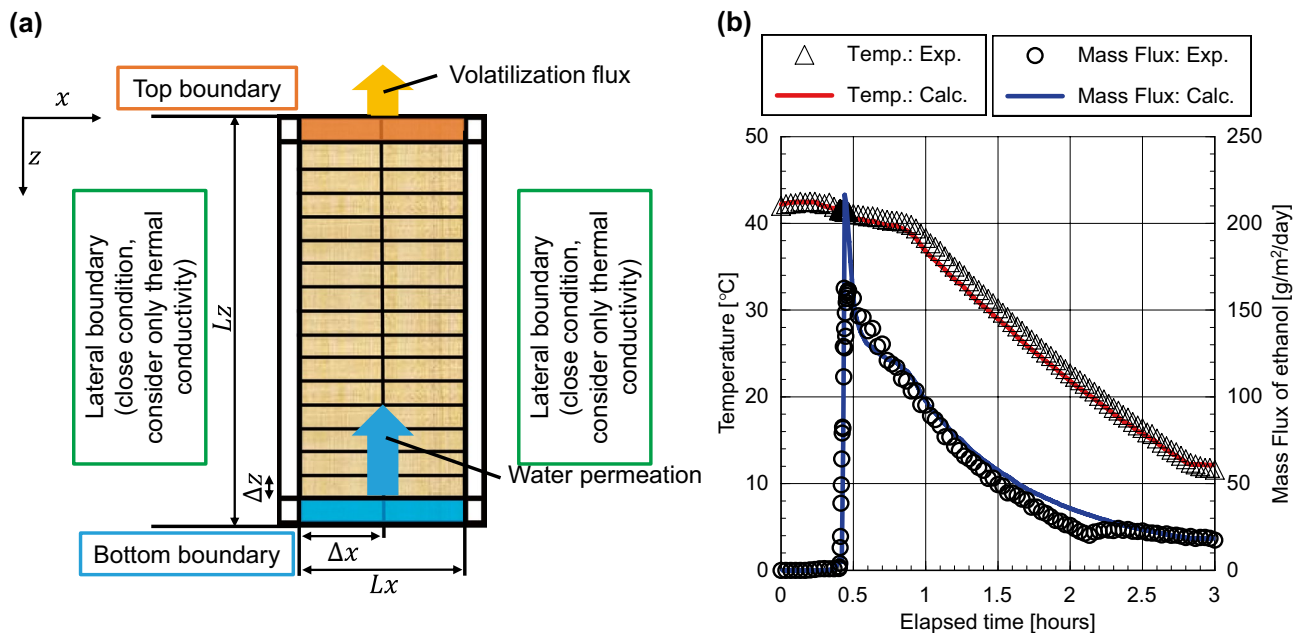 (a)
Top boundary
Volatilization flux
x
z
Lateral boundary
(close condition,
consider only thermal
conductivity)
Lz
Lateral boundary
(close condition,
consider only thermal
conductivity)
Water permeation
Δz
Bottom boundary
Δx
Lx
(b)
Temp.: Exp.
Mass Flux: Exp.
Temp.: Calc.
Mass Flux: Calc.
50
40
30
20
10
0
Temperature [°C]
250
200
150
100
50
0
Mass Flux of ethanol [g/m²/day]
0 0.5 1 1.5 2 2.5 3
Elapsed time [hours]